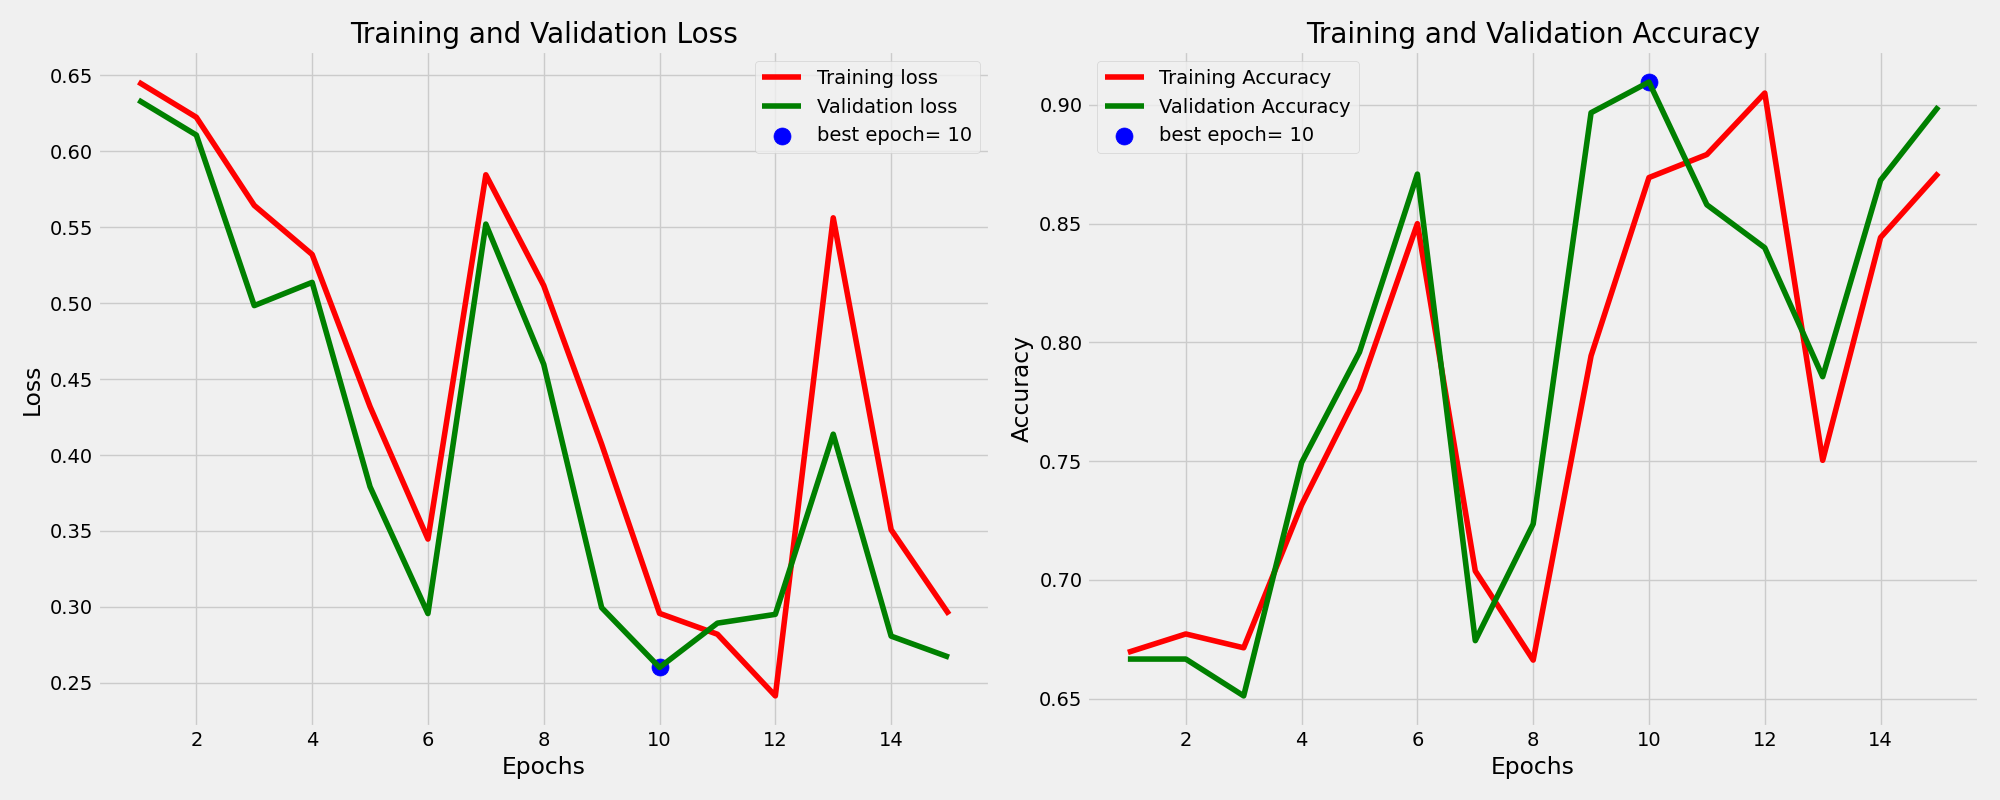 Training and Validation Loss
Training loss
Validation loss
best epoch= 10
0.65
0.60
0.55
0.50
0.45
0.40
0.35
0.30
0.25
Loss
2 4 6 8 10 12 14
Epochs
Training and Validation Accuracy
Training Accuracy
Validation Accuracy
best epoch= 10
0.90
0.85
0.80
0.75
0.70
0.65
Accuracy
2 4 6 8 10 12 14
Epochs